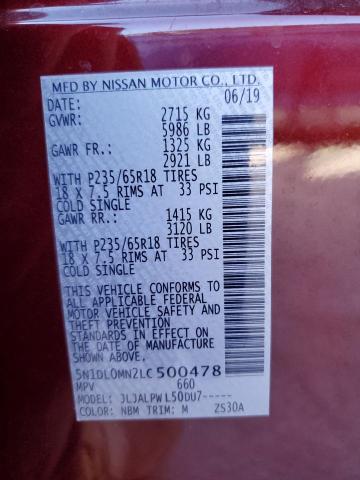 MFD BY NISSAN MOTOR CO., LTD.
DATE: 06/19
GVWR: 2715 KG
5986 LB
GAWR FR.: 1325 KG
2921 LB
WITH P235/65R18 TIRES
18 X 7.5 RIMS AT 33 PSI
COLD SINGLE
GAWR RR.: 1415 KG
3120 LB
WITH P235/65R18 TIRES
18 X 7.5 RIMS AT 33 PSI
COLD SINGLE
THIS VEHICLE CONFORMS TO
ALL APPLICABLE FEDERAL
MOTOR VEHICLE SAFETY AND
THEFT PREVENTION
STANDARDS IN EFFECT ON
THE DATE OF MANUFACTURE
SHOWN ABOVE.
5N1DL0MN2LC500478
MPV 660
MODEL: JLJALPWL50DU7-----
COLOR: NBM TRIM: M ZS30A